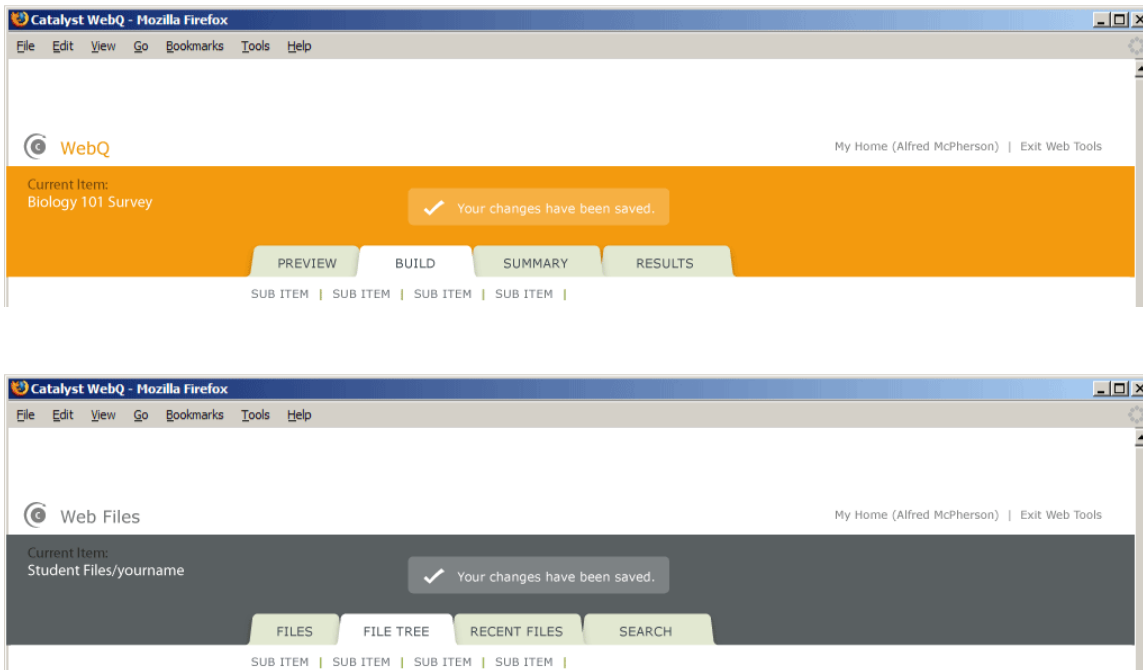 Catalyst WebQ - Mozilla Firefox
File Edit View Go Bookmarks Tools Help
WebQ
My Home (Alfred McPherson) | Exit Web Tools
Current Item:
Biology 101 Survey
Your changes have been saved.
PREVIEW BUILD SUMMARY RESULTS
SUB ITEM | SUB ITEM | SUB ITEM | SUB ITEM |
Catalyst WebQ - Mozilla Firefox
File Edit View Go Bookmarks Tools Help
Web Files
My Home (Alfred McPherson) | Exit Web Tools
Current Item:
Student Files/yourname
Your changes have been saved.
FILES FILE TREE RECENT FILES SEARCH
SUB ITEM | SUB ITEM | SUB ITEM | SUB ITEM |